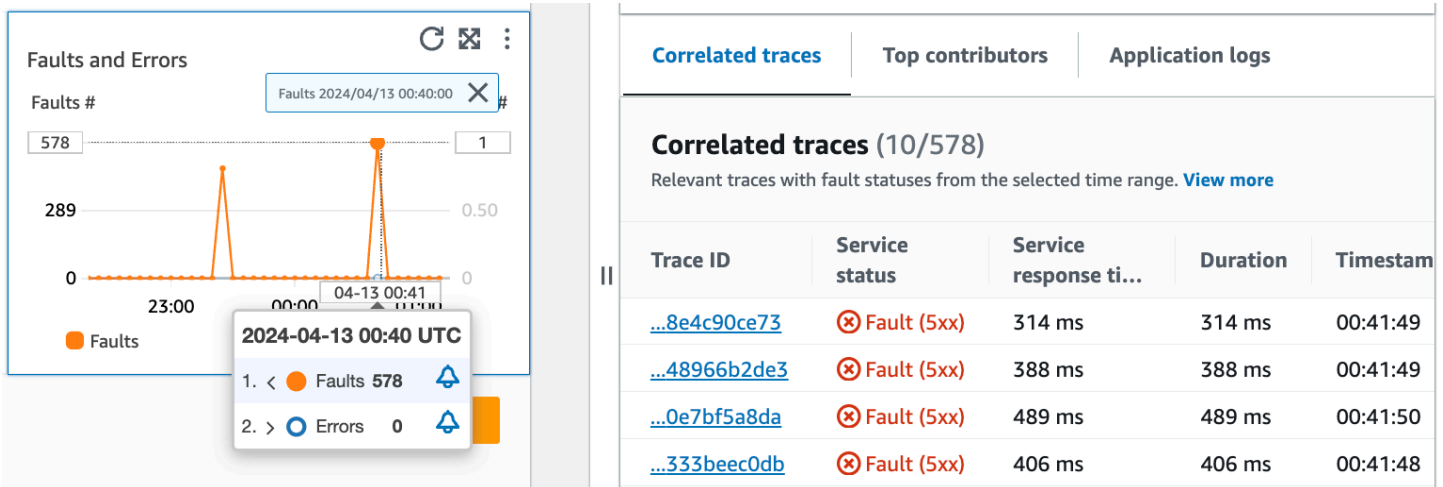 Faults and Errors
Faults 2024/04/13 00:40:00
Faults #
#
578
1
289
0.50
0
0
04-13 00:41
23:00
00:00
01:00
Faults
2024-04-13 00:40 UTC
1. < Faults 578
2. > Errors 0
Correlated traces
Top contributors
Application logs
Correlated traces (10/578)
Relevant traces with fault statuses from the selected time range. View more
Trace ID
Service
status
Service
response ti...
Duration
Timestam
...8e4c90ce73 Fault (5xx) 314 ms 314 ms 00:41:49
...48966b2de3 Fault (5xx) 388 ms 388 ms 00:41:49
...0e7bf5a8da Fault (5xx) 489 ms 489 ms 00:41:50
...333beec0db Fault (5xx) 406 ms 406 ms 00:41:48